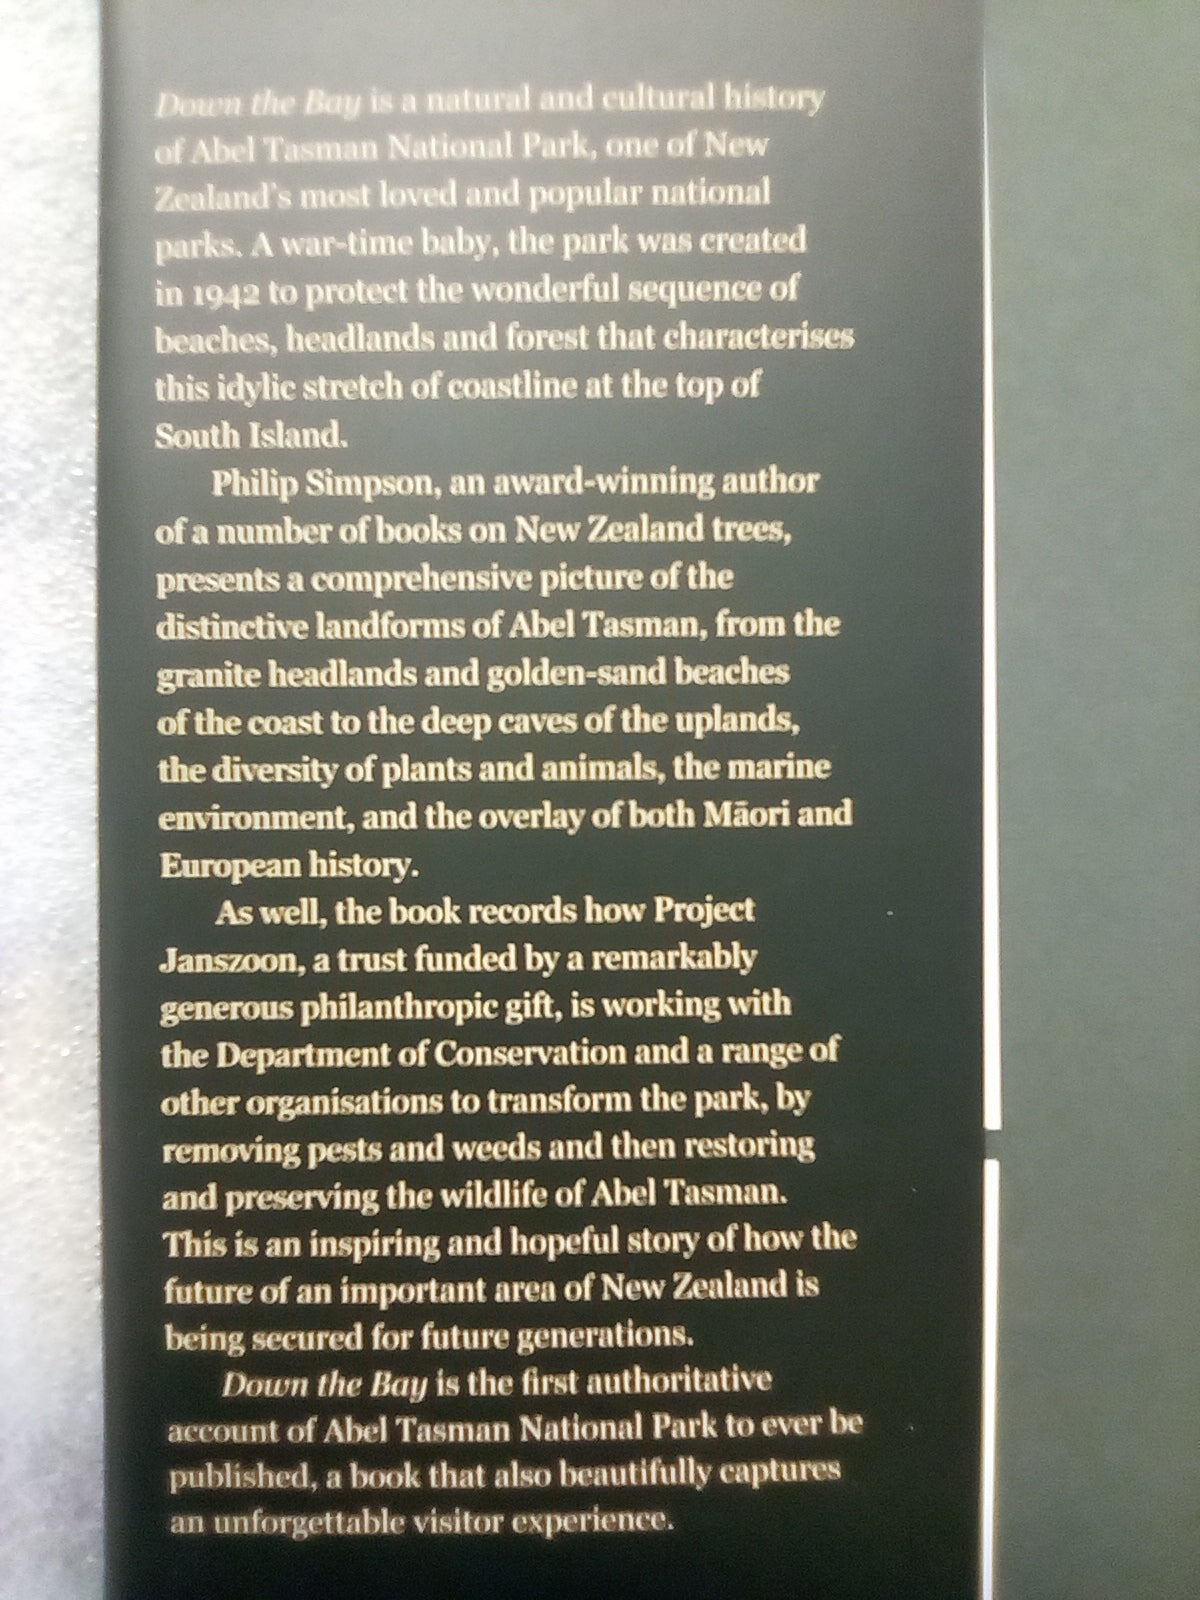 Down the Bay is a natural and cultural history
of Abel Tasman National Park, one of New
Zealand's most loved and popular national
parks. A war-time baby, the park was created
in 1942 to protect the wonderful sequence of
beaches, headlands and forest that characterises
this idylic stretch of coastline at the top of
South Island.
Philip Simpson, an award-winning author
of a number of books on New Zealand trees,
presents a comprehensive picture of the
distinctive landforms of Abel Tasman, from the
granite headlands and golden-sand beaches
of the coast to the deep caves of the uplands,
the diversity of plants and animals, the marine
environment, and the overlay of both Māori and
European history.
As well, the book records how Project
Janszoon, a trust funded by a remarkably
generous philanthropic gift, is working with
the Department of Conservation and a range of
other organisations to transform the park, by
removing pests and weeds and then restoring
and preserving the wildlife of Abel Tasman.
This is an inspiring and hopeful story of how the
future of an important area of New Zealand is
being secured for future generations.
Down the Bay is the first authoritative
account of Abel Tasman National Park to ever be
published, a book that also beautifully captures
an unforgettable visitor experience.